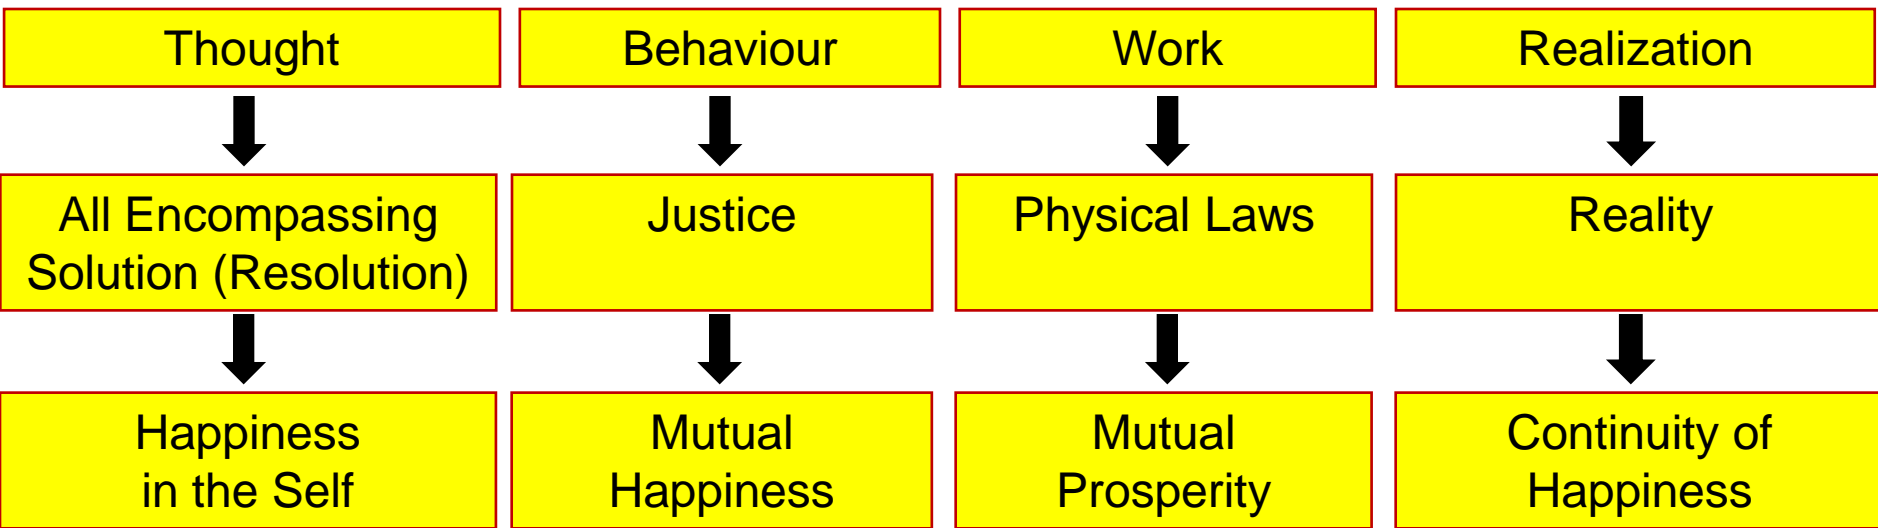 Thought
Behaviour
Work
Realization
All Encompassing
Solution (Resolution)
Justice
Physical Laws
Reality
Happiness
in the Self
Mutual
Happiness
Mutual
Prosperity
Continuity of
Happiness